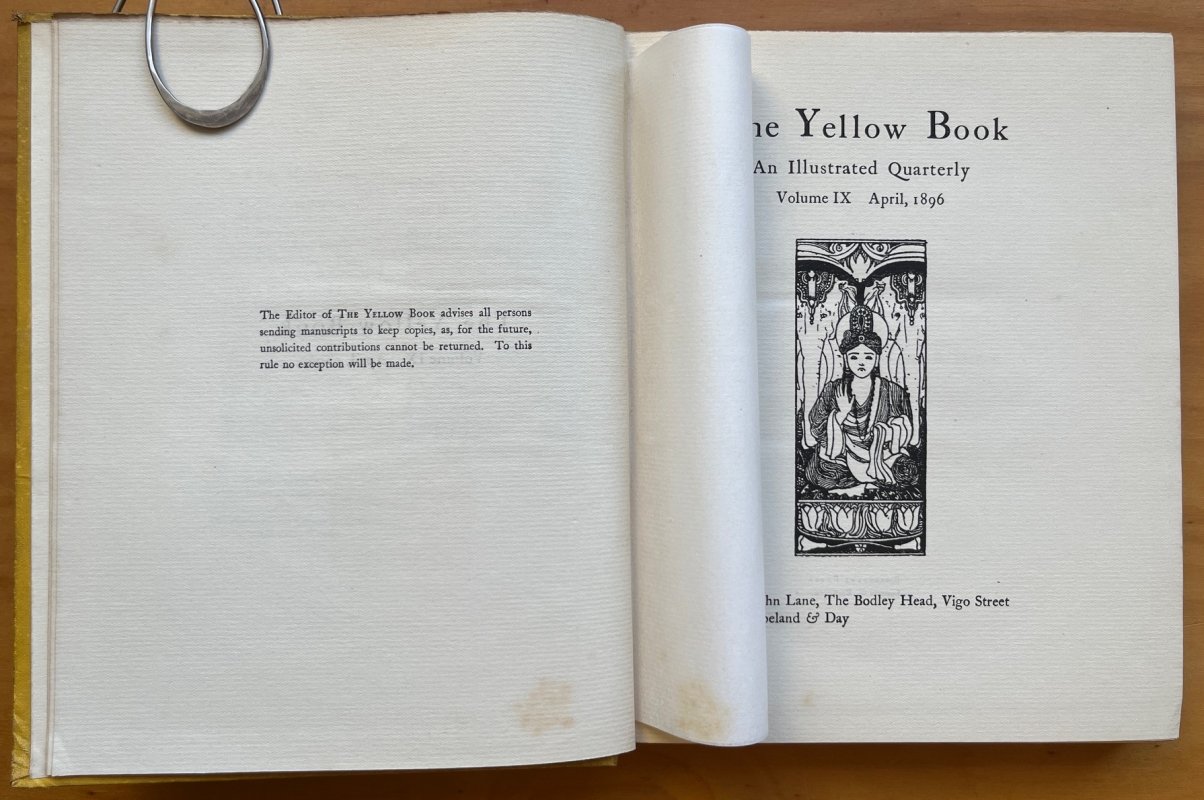 The Editor of THE YELLOW BOOK advises all persons
sending manuscripts to keep copies, as, for the future,
unsolicited contributions cannot be returned. To this
rule no exception will be made.
he Yellow Book
An Illustrated Quarterly
Volume IX April, 1896
hn Lane, The Bodley Head, Vigo Street
eland & Day